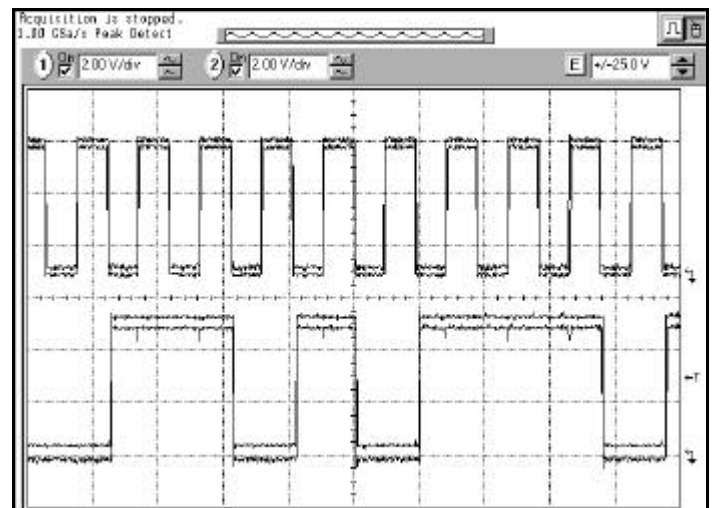 Acquisition is stopped.
1.00 GSa/s Peak Detect
1 On 2.00 V/div 2 On 2.00 V/div E +/-25.0 V
T